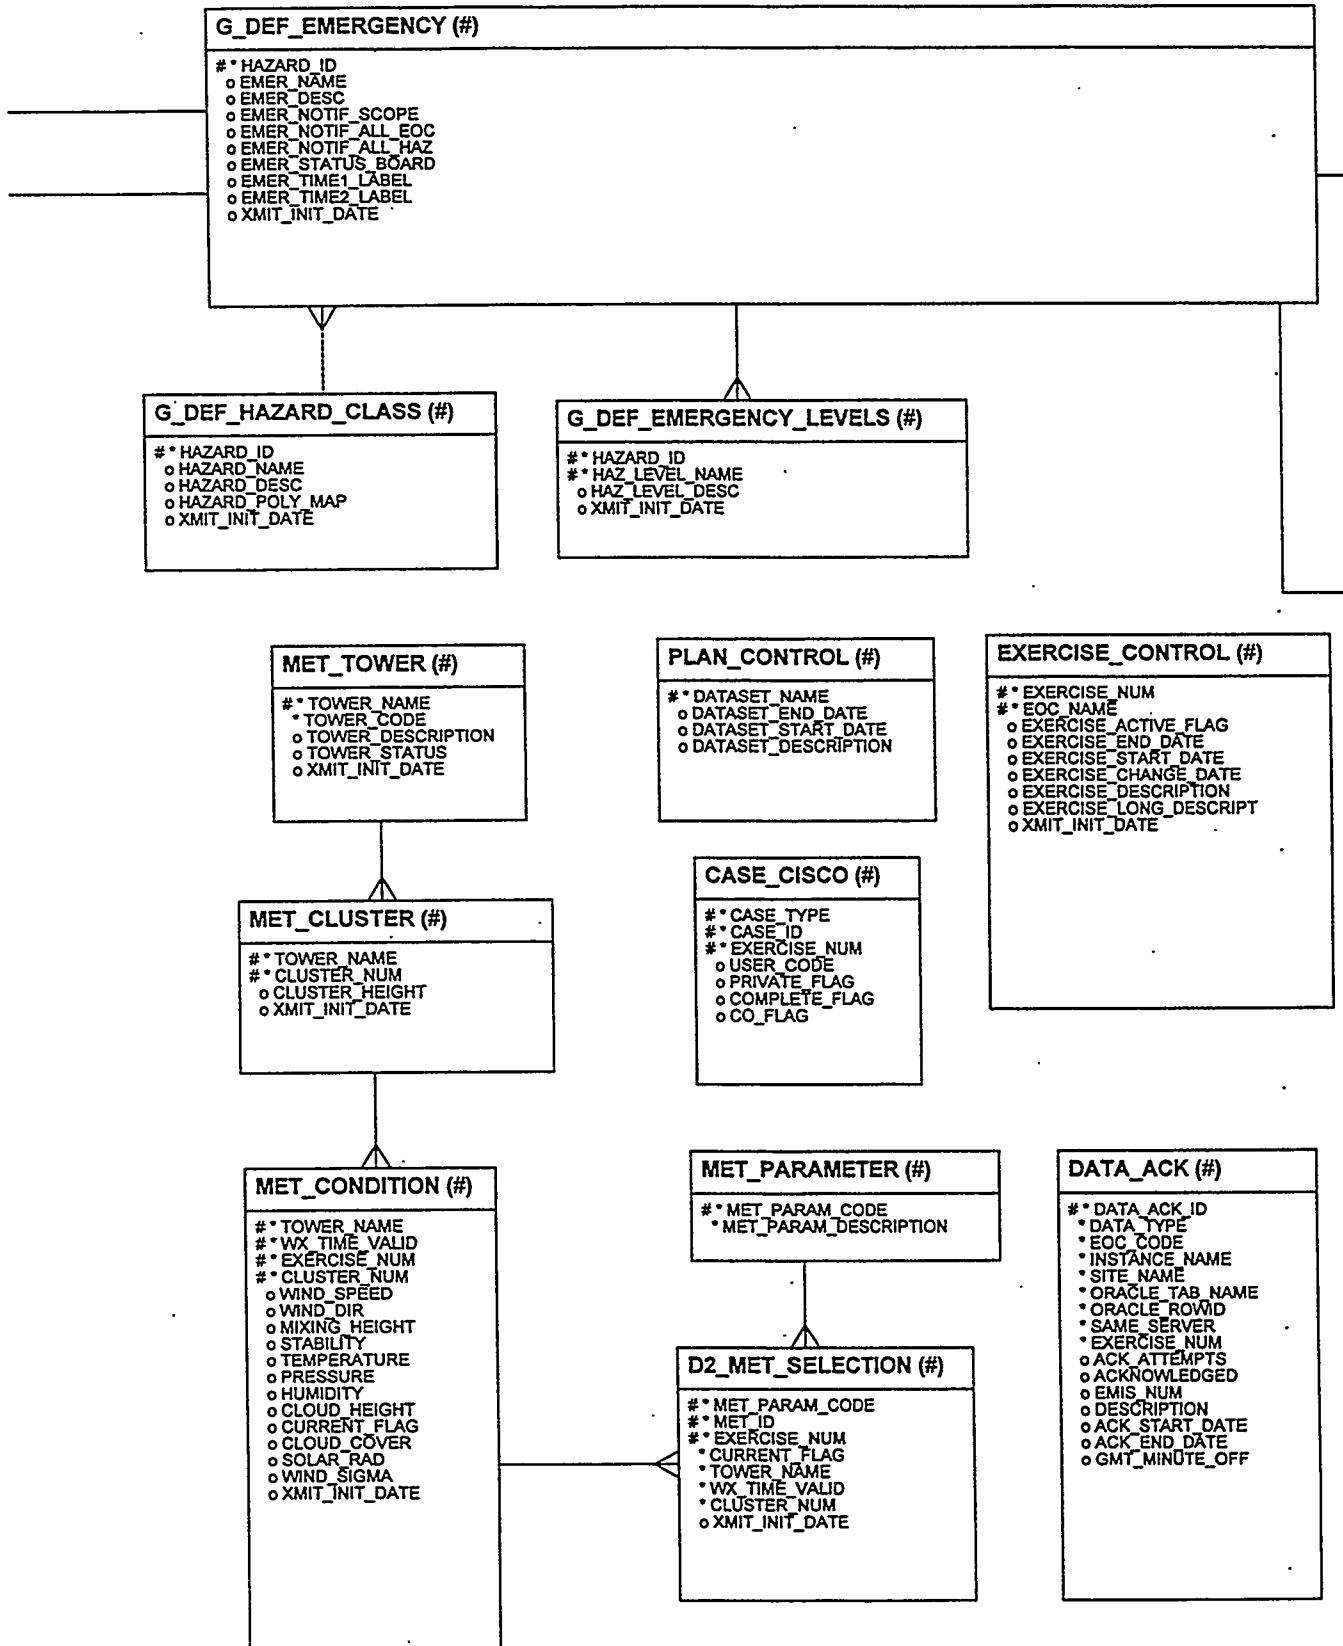 G_DEF_EMERGENCY (#)
#*HAZARD_ID
o EMER_NAME
o EMER_DESC
o EMER_NOTIF_SCOPE
o EMER_NOTIF_ALL_EOC
o EMER_NOTIF_ALL_HAZ
o EMER_STATUS_BOARD
o EMER_TIME1_LABEL
o EMER_TIME2_LABEL
o XMIT_INIT_DATE
G_DEF_HAZARD_CLASS (#)
#*HAZARD_ID
o HAZARD_NAME
o HAZARD_DESC
o HAZARD_POLY_MAP
o XMIT_INIT_DATE
G_DEF_EMERGENCY_LEVELS (#)
#*HAZARD_ID
#*HAZ_LEVEL_NAME
o HAZ_LEVEL_DESC
o XMIT_INIT_DATE
MET_TOWER (#)
#*TOWER_NAME
*TOWER_CODE
o TOWER_DESCRIPTION
o TOWER_STATUS
o XMIT_INIT_DATE
PLAN_CONTROL (#)
#*DATASET_NAME
o DATASET_END_DATE
o DATASET_START_DATE
o DATASET_DESCRIPTION
EXERCISE_CONTROL (#)
#*EXERCISE_NUM
#*EOC_NAME
o EXERCISE_ACTIVE_FLAG
o EXERCISE_END_DATE
o EXERCISE_START_DATE
o EXERCISE_CHANGE_DATE
o EXERCISE_DESCRIPTION
o EXERCISE_LONG_DESCRIPT
o XMIT_INIT_DATE
MET_CLUSTER (#)
#*TOWER_NAME
#*CLUSTER_NUM
o CLUSTER_HEIGHT
o XMIT_INIT_DATE
CASE_CISCO (#)
#*CASE_TYPE
#*CASE_ID
#*EXERCISE_NUM
o USER_CODE
o PRIVATE_FLAG
o COMPLETE_FLAG
o CO_FLAG
MET_CONDITION (#)
#*TOWER_NAME
#*WX_TIME_VALID
#*EXERCISE_NUM
#*CLUSTER_NUM
o WIND_SPEED
o WIND_DIR
o MIXING_HEIGHT
o STABILITY
o TEMPERATURE
o PRESSURE
o HUMIDITY
o CLOUD_HEIGHT
o CURRENT_FLAG
o CLOUD_COVER
o SOLAR_RAD
o WIND_SIGMA
o XMIT_INIT_DATE
MET_PARAMETER (#)
#*MET_PARAM_CODE
*MET_PARAM_DESCRIPTION
D2_MET_SELECTION (#)
#*MET_PARAM_CODE
#*MET_ID
#*EXERCISE_NUM
*CURRENT_FLAG
*TOWER_NAME
*WX_TIME_VALID
*CLUSTER_NUM
o XMIT_INIT_DATE
DATA_ACK (#)
#*DATA_ACK_ID
*DATA_TYPE
*EOC_CODE
*INSTANCE_NAME
*SITE_NAME
*ORACLE_TAB_NAME
*ORACLE_ROWID
*SAME_SERVER
*EXERCISE_NUM
o ACK_ATTEMPTS
o ACKNOWLEDGED
o EMIS_NUM
o DESCRIPTION
o ACK_START_DATE
o ACK_END_DATE
o GMT_MINUTE_OFF